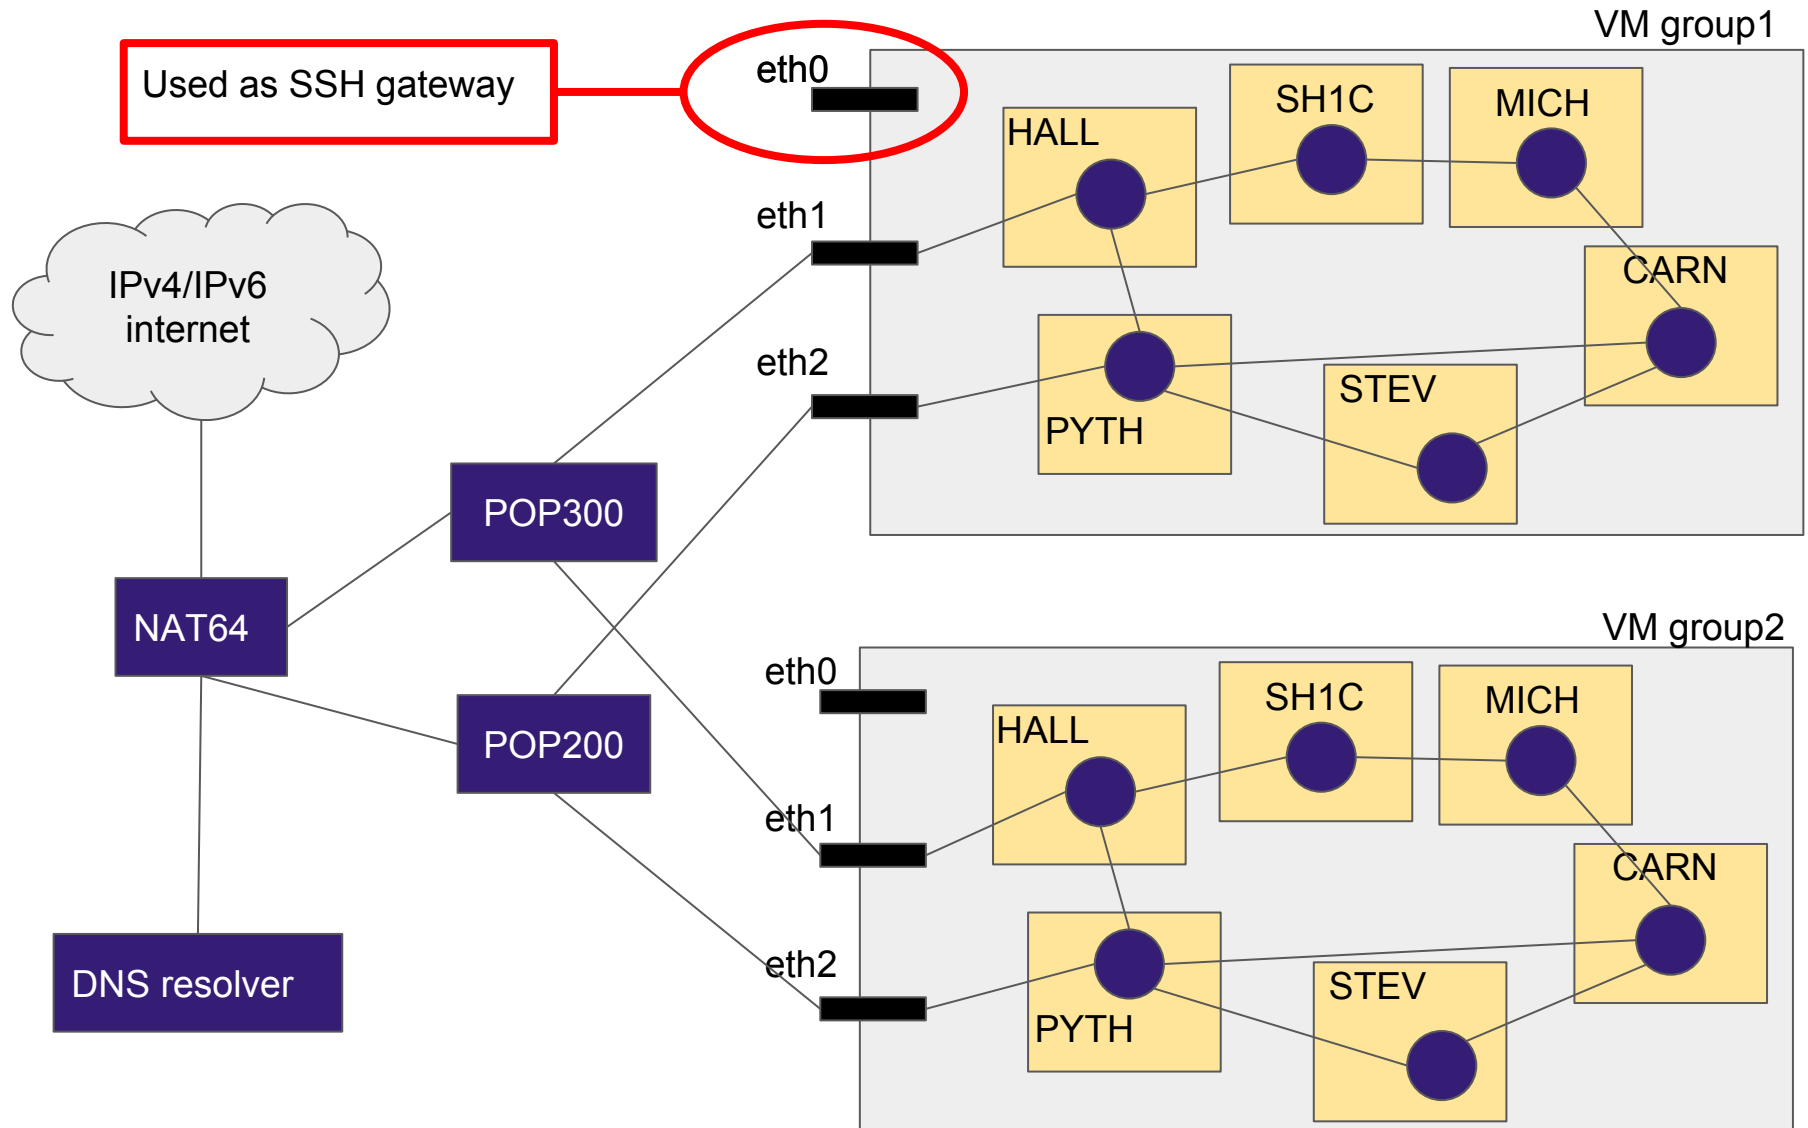 VM group1
Used as SSH gateway
eth0
HALL
SH1C
MICH
eth1
CARN
IPv4/IPv6
internet
eth2
STEV
PYTH
POP300
NAT64
VM group2
eth0
SH1C
MICH
HALL
POP200
eth1
CARN
eth2
DNS resolver
STEV
PYTH